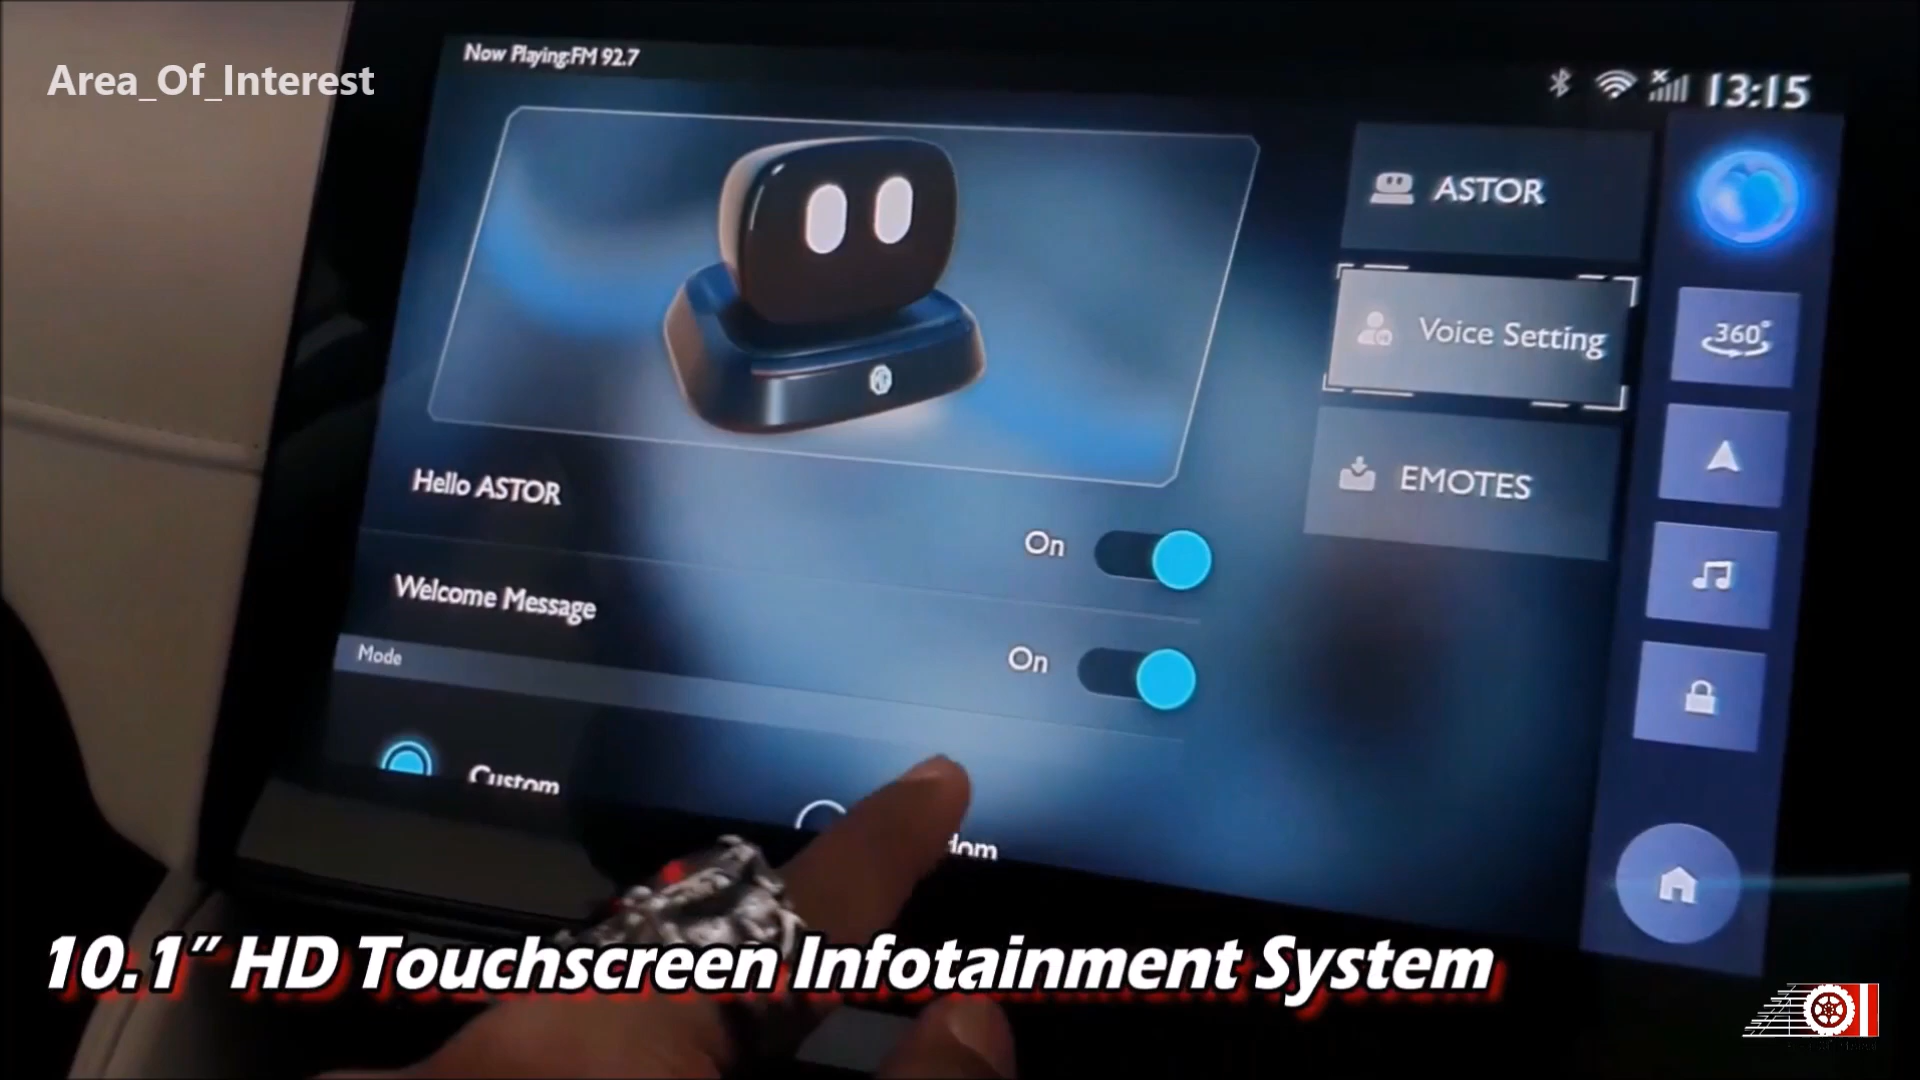 Area_Of_Interest
Now Playing:FM 92.7
13:15
ASTOR
360°
Voice Setting
EMOTES
Hello ASTOR
On
Welcome Message
On
Mode
Custom
10.1" HD Touchscreen Infotainment System